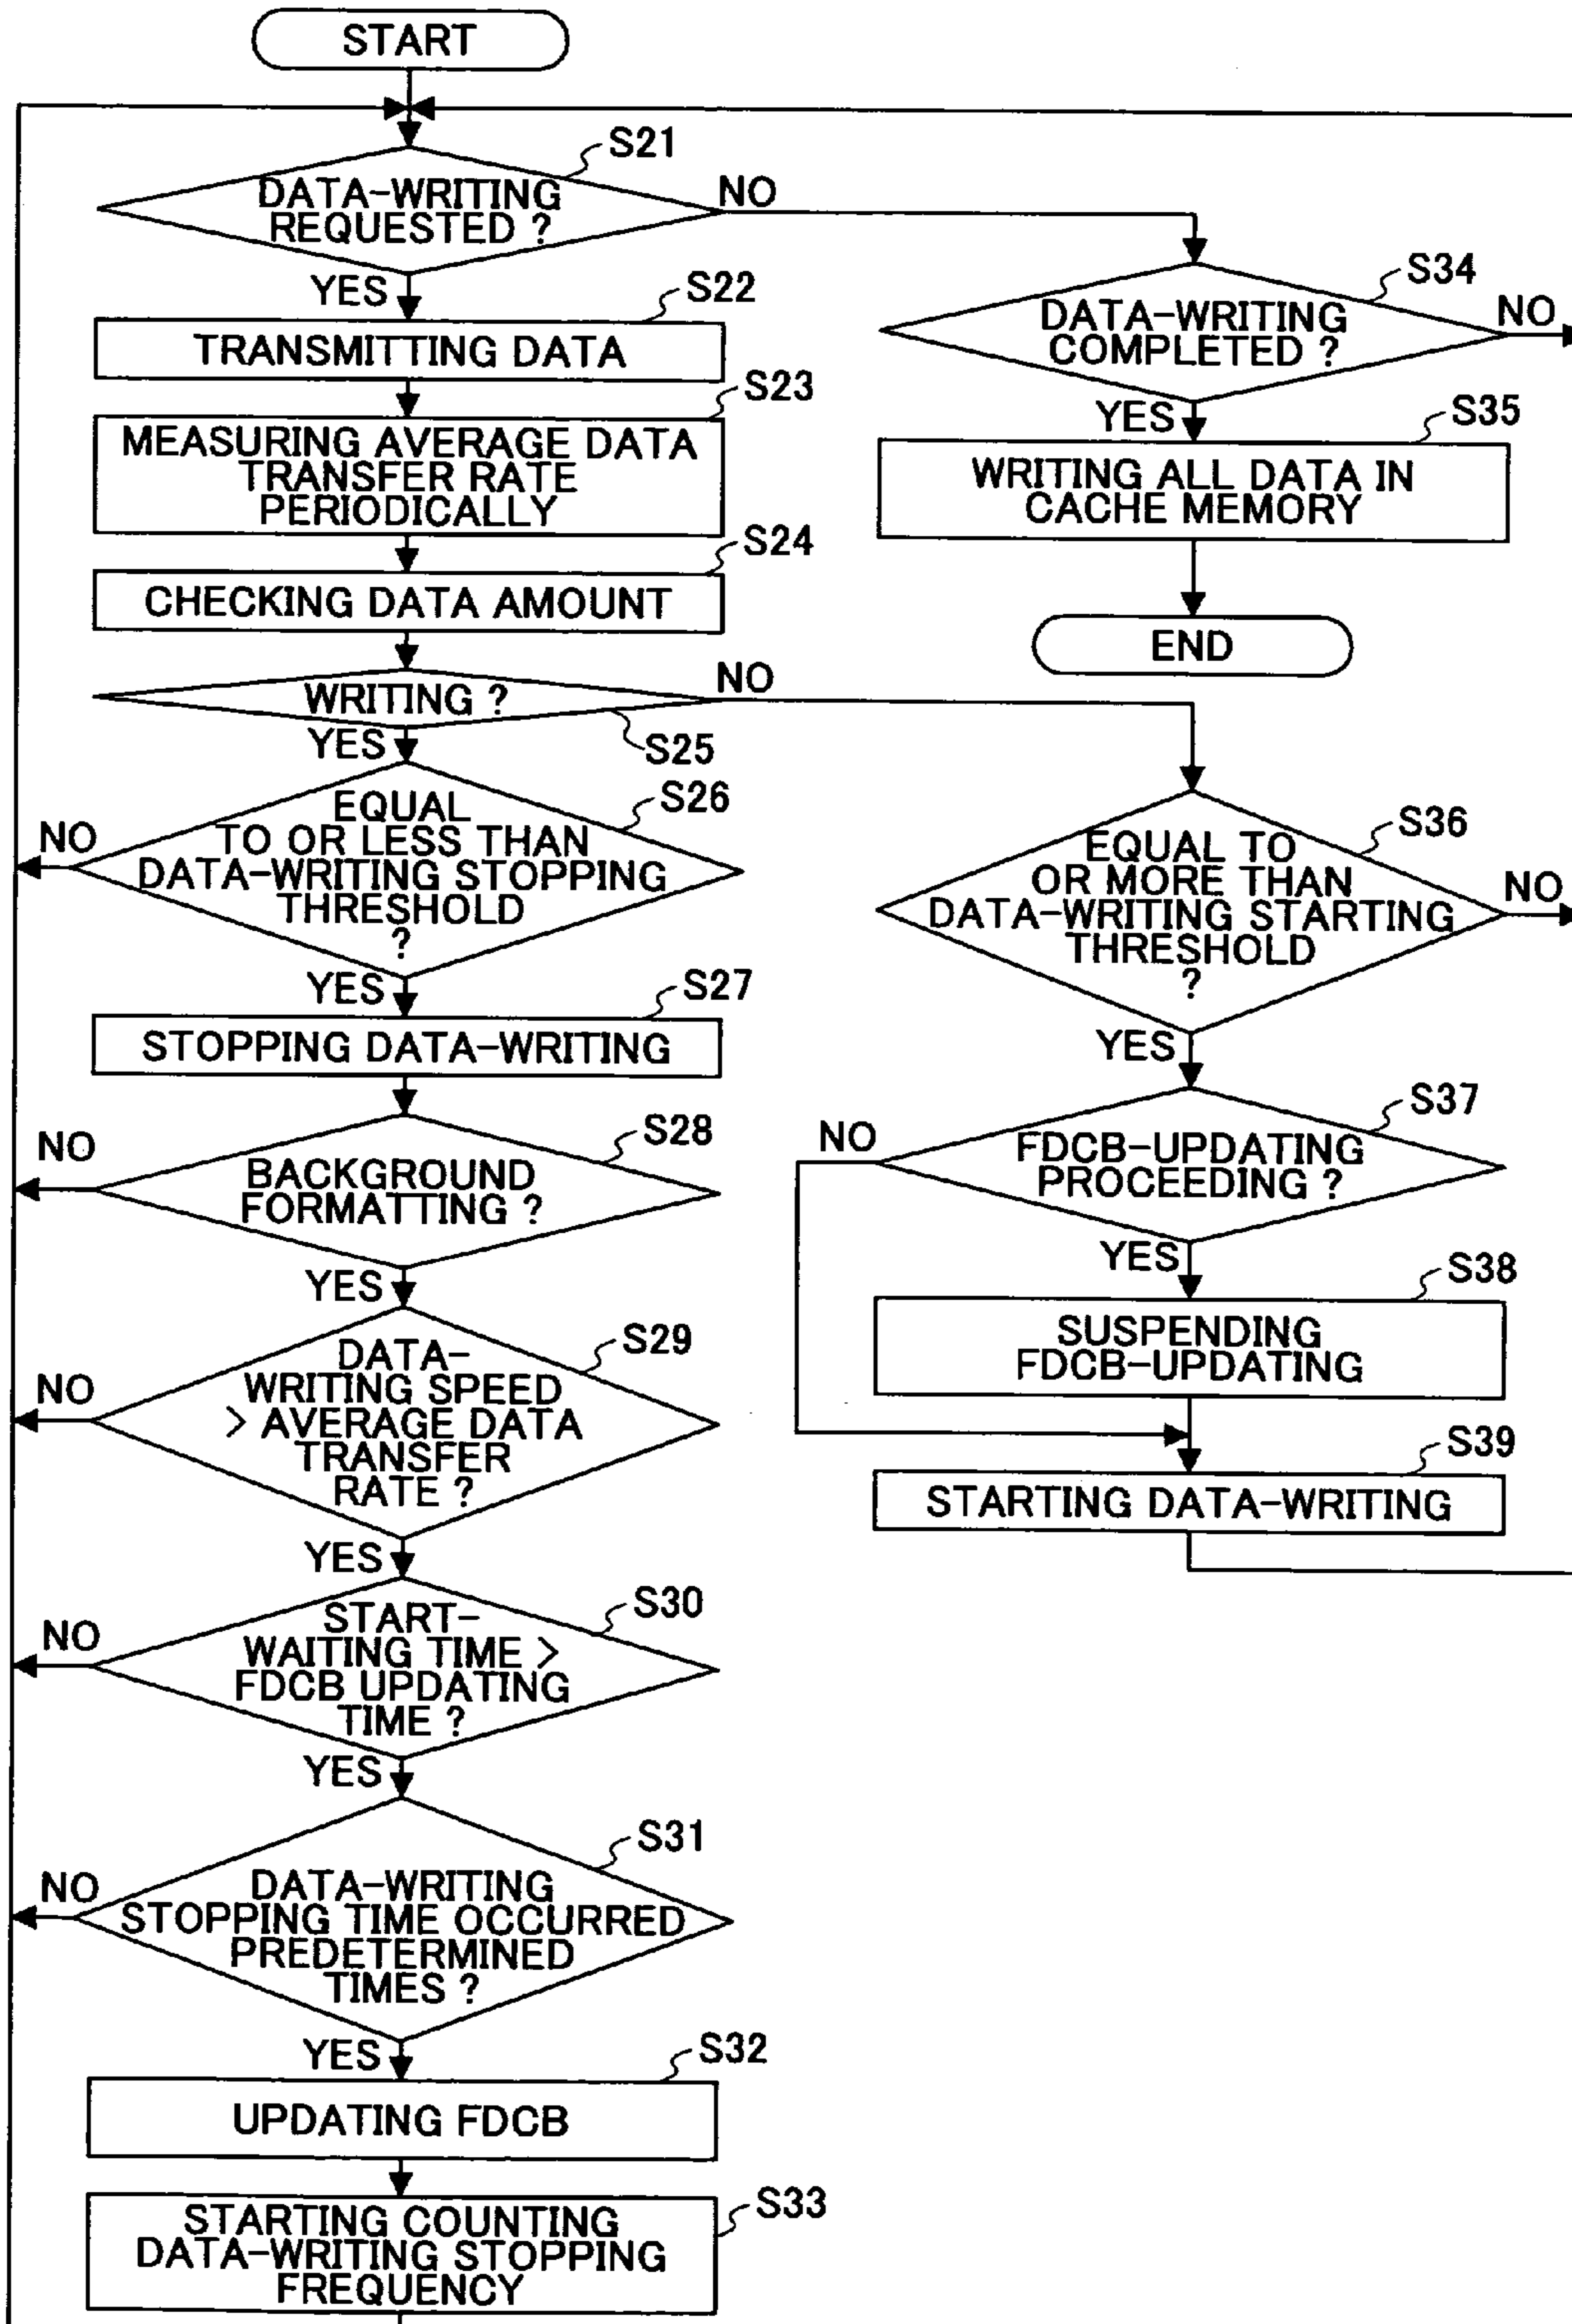 START
S21
DATA-WRITING
REQUESTED ?
NO
YES
S22
TRANSMITTING DATA
S23
MEASURING AVERAGE DATA
TRANSFER RATE
PERIODICALLY
S24
CHECKING DATA AMOUNT
WRITING ?
NO
YES
S25
S26
EQUAL
TO OR LESS THAN
DATA-WRITING STOPPING
THRESHOLD
?
NO
YES
S27
STOPPING DATA-WRITING
S28
BACKGROUND
FORMATTING ?
NO
YES
S29
DATA-
WRITING SPEED
> AVERAGE DATA
TRANSFER
RATE ?
NO
YES
S30
START-
WAITING TIME >
FDCB UPDATING
TIME ?
NO
YES
S31
DATA-WRITING
STOPPING TIME OCCURRED
PREDETERMINED
TIMES ?
NO
YES
S32
UPDATING FDCB
S33
STARTING COUNTING
DATA-WRITING STOPPING
FREQUENCY
S34
DATA-WRITING
COMPLETED ?
NO
YES
S35
WRITING ALL DATA IN
CACHE MEMORY
END
S36
EQUAL TO
OR MORE THAN
DATA-WRITING STARTING
THRESHOLD
?
NO
YES
S37
FDCB-UPDATING
PROCEEDING ?
NO
YES
S38
SUSPENDING
FDCB-UPDATING
S39
STARTING DATA-WRITING